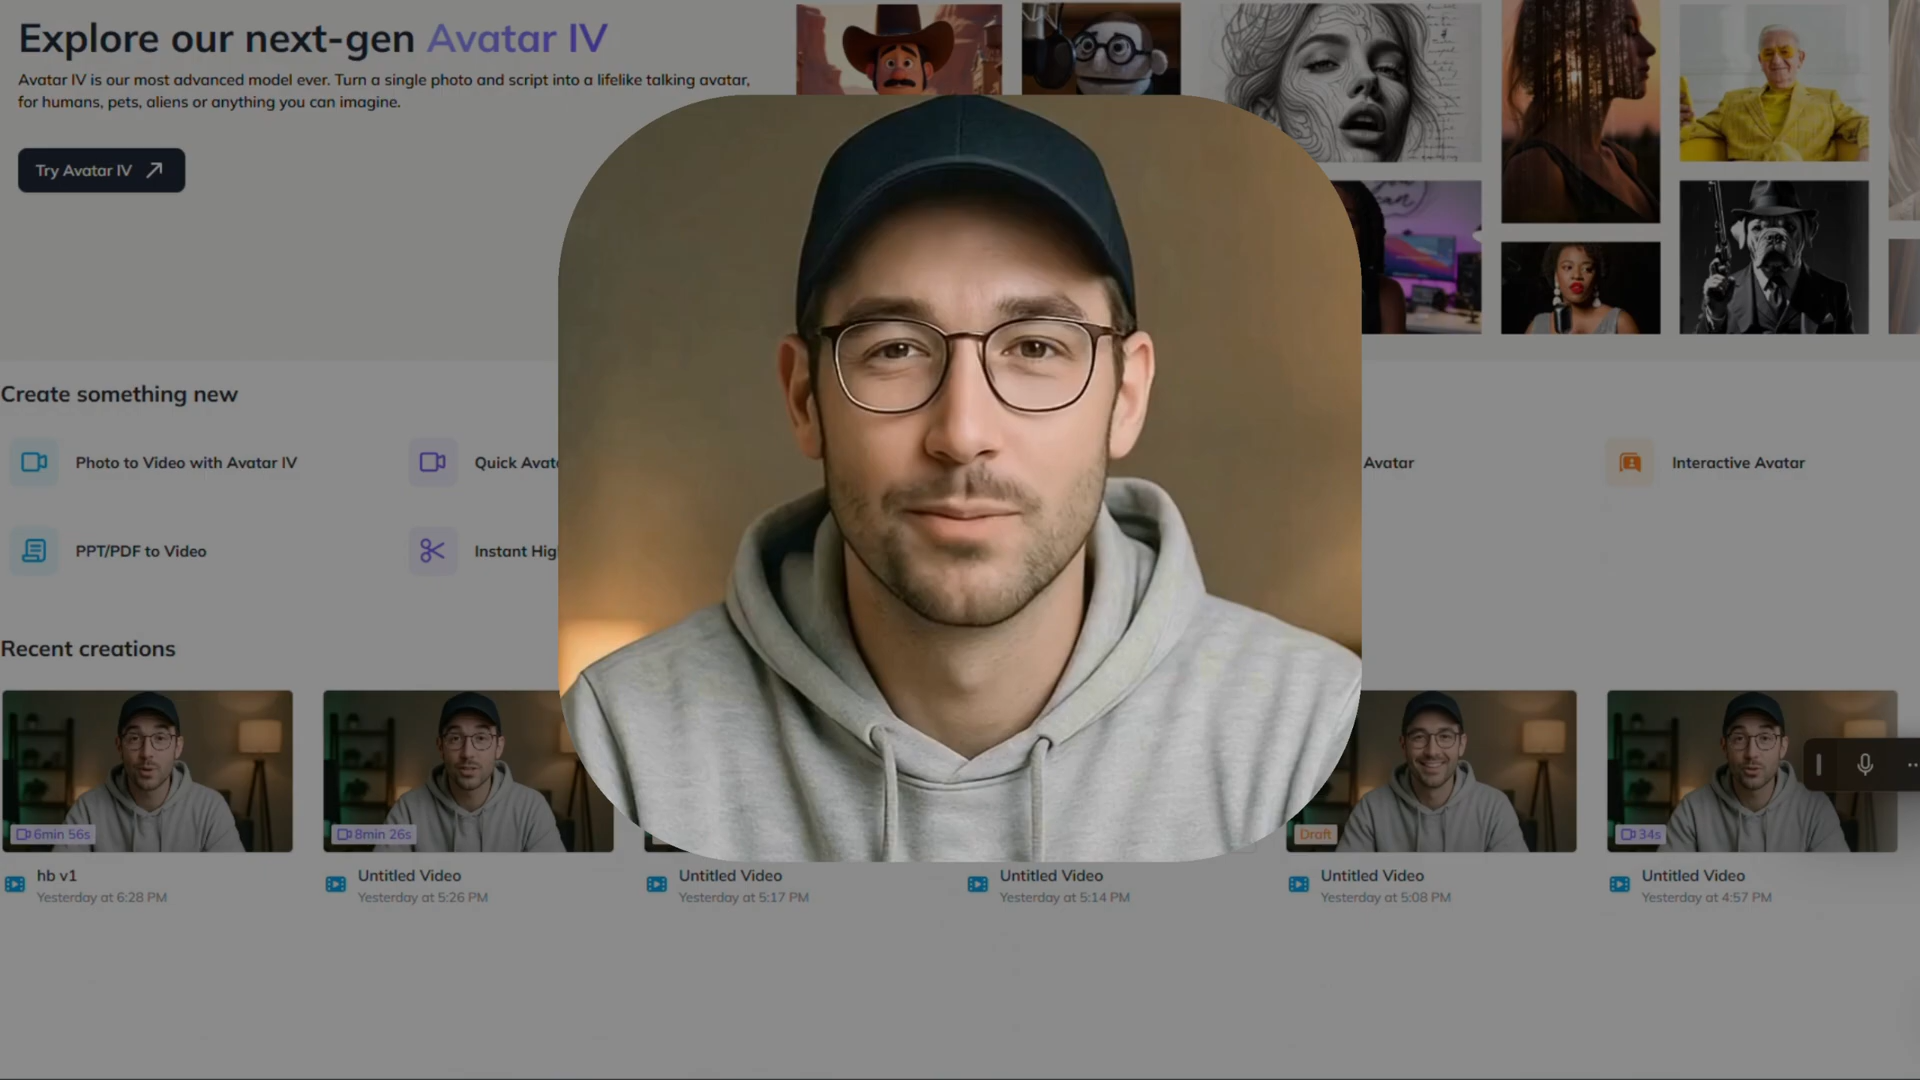 Explore our next-gen Avatar IV
Avatar IV is our most advanced model ever. Turn a single photo and script into a lifelike talking avatar,
for humans, pets, aliens or anything you can imagine.
Try Avatar IV
Create something new
Photo to Video with Avatar IV
Quick
Avatar
Interactive Avatar
PPT/PDF to Video
Instant
Recent creations
6min 56s
8min 26s
Draft
34s
hb v1
Untitled Video
Untitled Video
Untitled Video
Untitled Video
Untitled Video
Yesterday at 6:28 PM
Yesterday at 5:26 PM
Yesterday at 5:17 PM
Yesterday at 5:14 PM
Yesterday at 5:08 PM
Yesterday at 4:57 PM